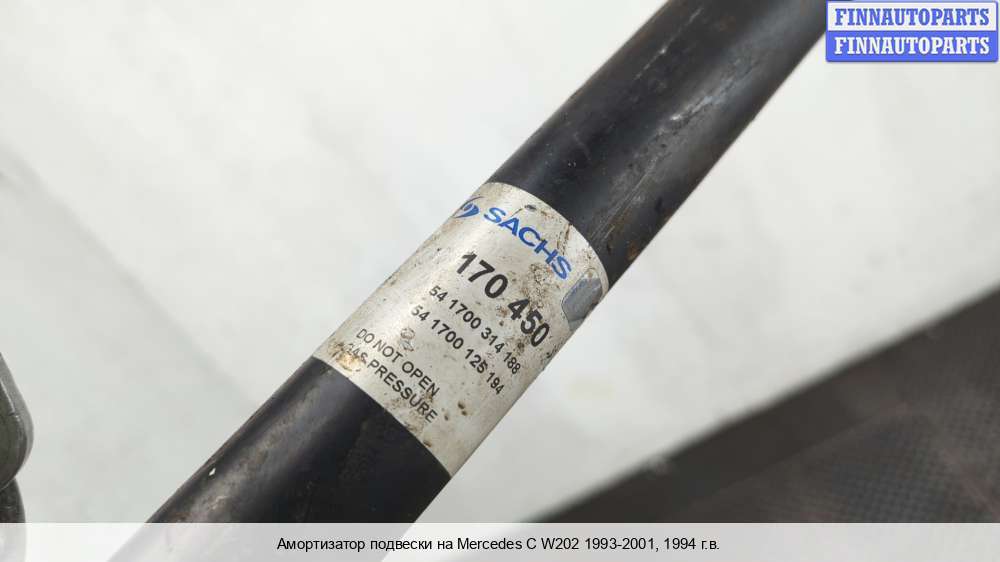 FINNAUTOPARTS
FINNAUTOPARTS
SACHS
170 450
54 1700 314 188
54 1700 125 194
DO NOT OPEN
GAS-PRESSURE
Амортизатор подвески на Mercedes C W202 1993-2001, 1994 г.в.